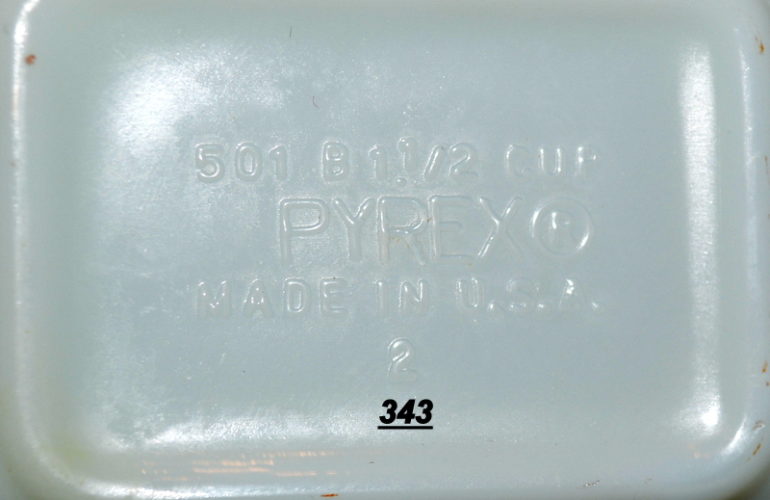 501 B 1 1/2 CUP
PYREX®
MADE IN U.S.A.
2
343